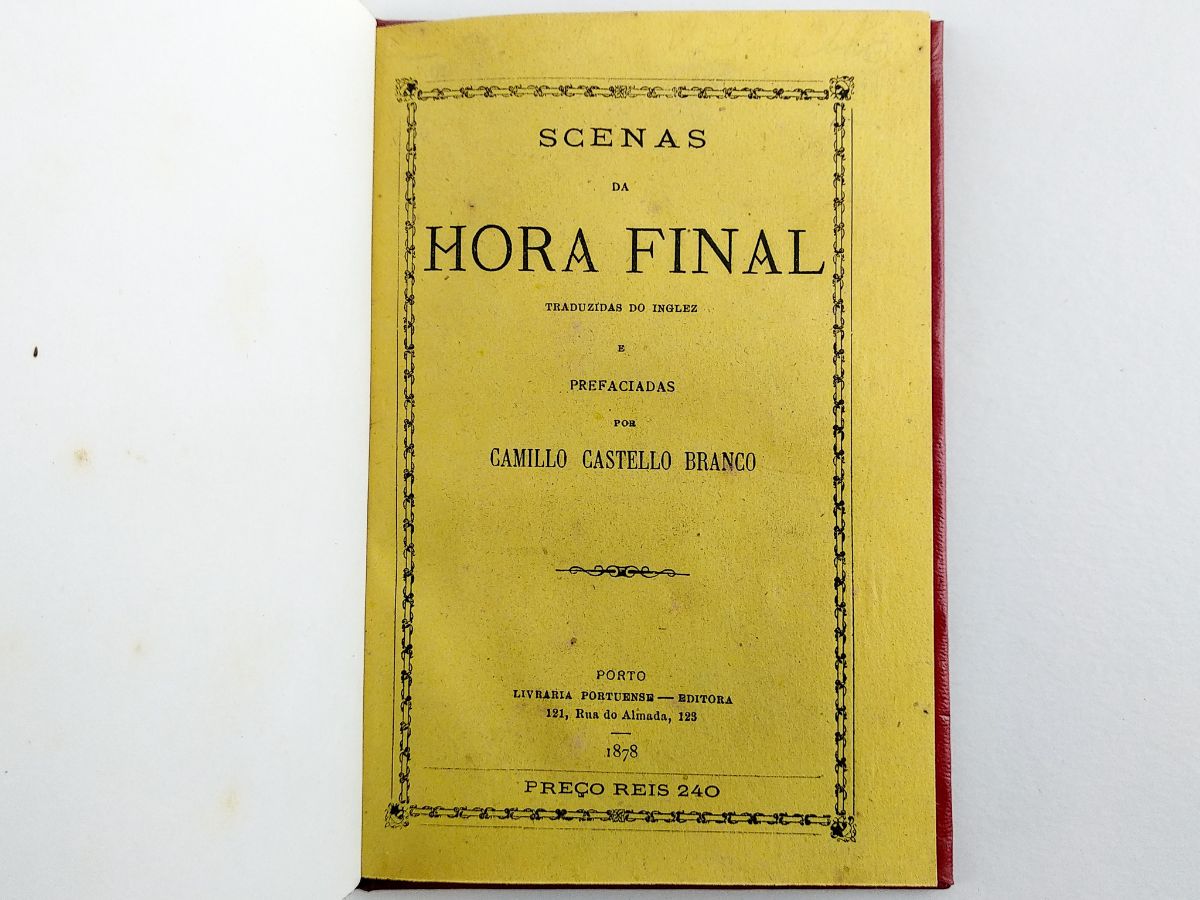 SCENAS
DA
HORA FINAL
TRADUZIDAS DO INGLEZ
E
PREFACIADAS
POR
CAMILLO CASTELLO BRANCO
PORTO
LIVRARIA PORTUENSE — EDITORA
121, Rua do Almada, 123
1878
PREÇO REIS 240